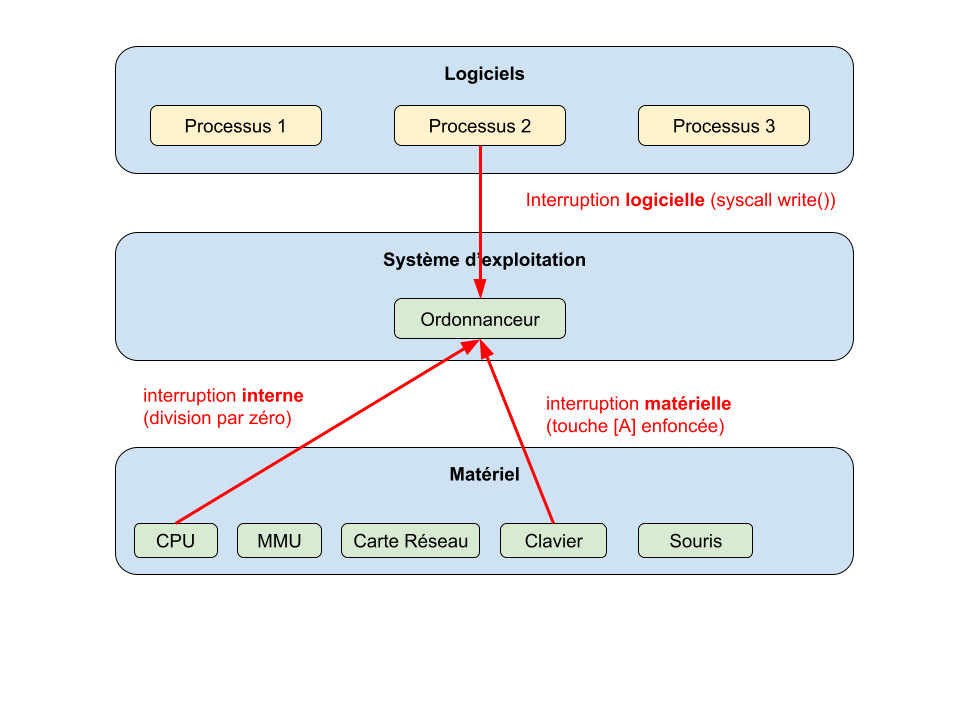 Logiciels
Processus 1
Processus 2
Processus 3
Interruption logicielle (syscall write())
Système d'exploitation
Ordonnanceur
interruption interne
(division par zéro)
interruption matérielle
(touche [A] enfoncée)
Matériel
CPU
MMU
Carte Réseau
Clavier
Souris